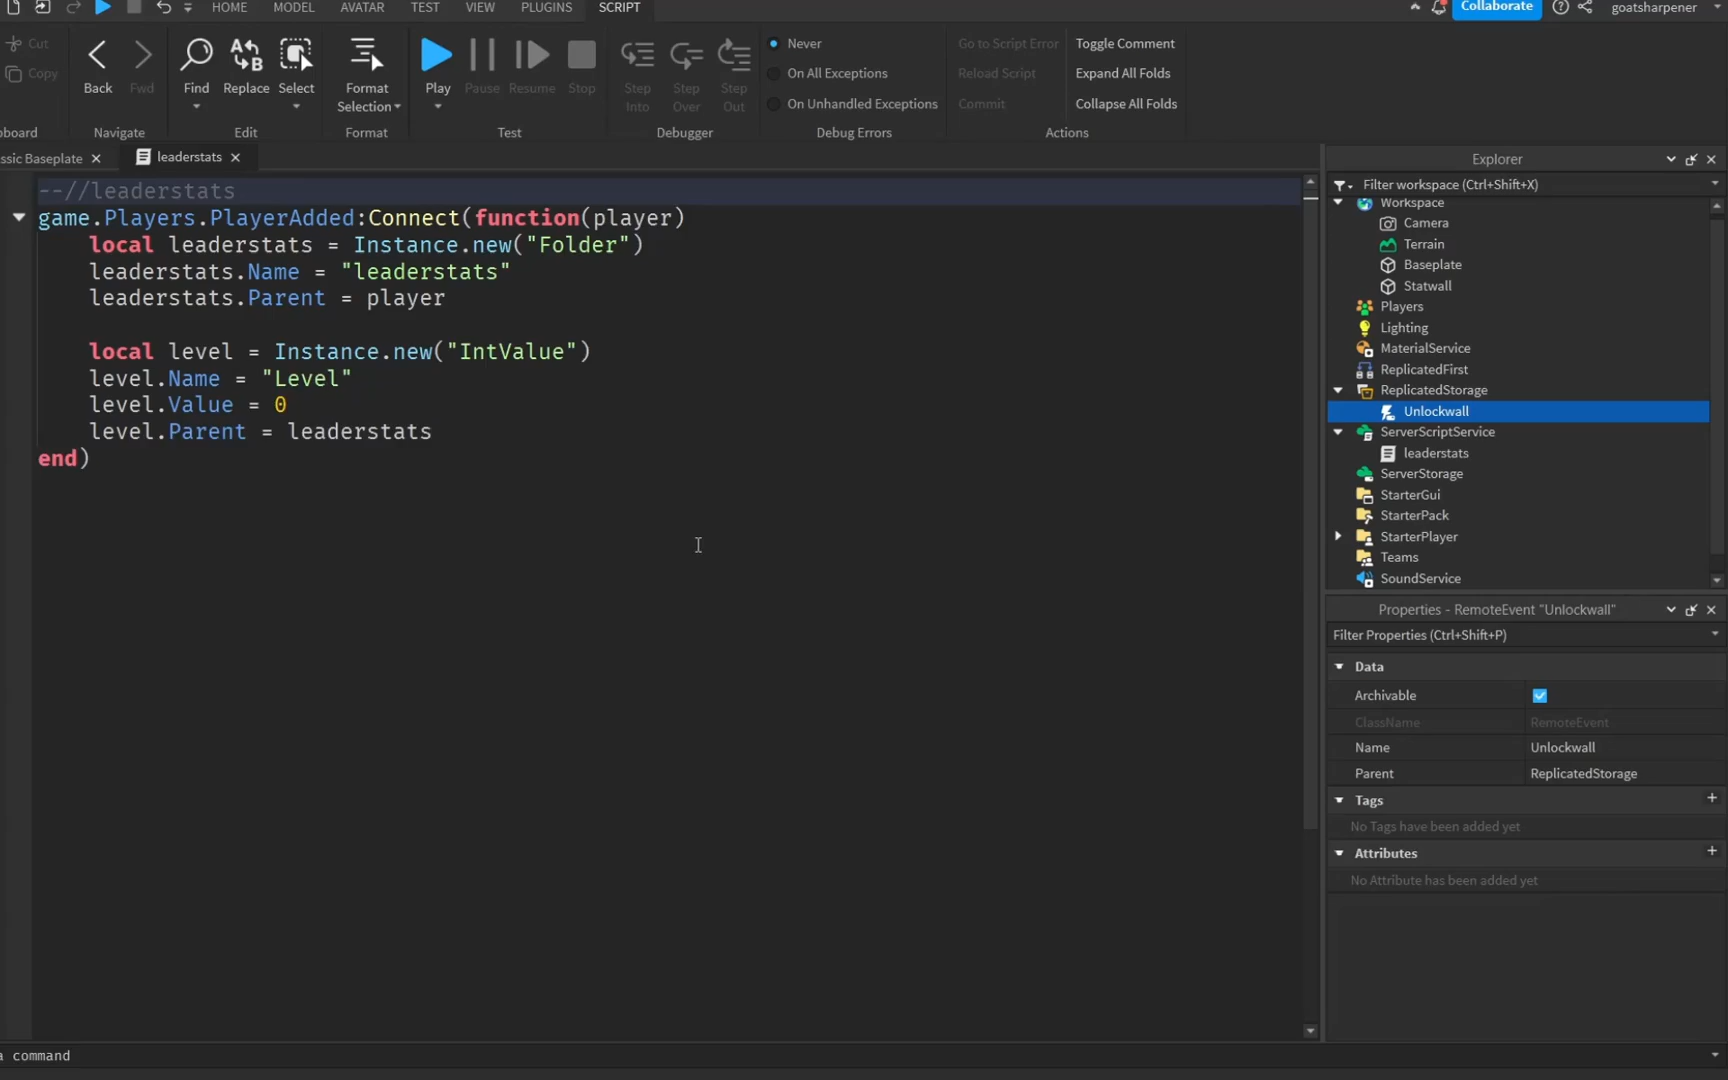 HOME MODEL AVATAR TEST VIEW PLUGINS SCRIPT Collaborate goatsharpener
Cut
Copy
board
Back Fwd
Navigate
Find Replace Select
Edit
Format
Selection
Format
Play Pause Resume Stop
Test
Step Into
Step Over
Step Out
Debugger
Never
On All Exceptions
On Unhandled Exceptions
Debug Errors
Go to Script Error
Reload Script
Commit
Toggle Comment
Expand All Folds
Collapse All Folds
Actions
ssic Baseplate leaderstats
--//leaderstats
game.Players.PlayerAdded:Connect(function(player)
local leaderstats = Instance.new("Folder")
leaderstats.Name = "leaderstats"
leaderstats.Parent = player
local level = Instance.new("IntValue")
level.Name = "Level"
level.Value = 0
level.Parent = leaderstats
end)
Explorer
Filter workspace (Ctrl+Shift+X)
Workspace
Camera
Terrain
Baseplate
Statwall
Players
Lighting
MaterialService
ReplicatedFirst
ReplicatedStorage
Unlockwall
ServerScriptService
leaderstats
ServerStorage
StarterGui
StarterPack
StarterPlayer
Teams
SoundService
Properties - RemoteEvent "Unlockwall"
Filter Properties (Ctrl+Shift+P)
Data
Archivable
ClassName RemoteEvent
Name Unlockwall
Parent ReplicatedStorage
Tags
No Tags have been added yet
Attributes
No Attribute has been added yet
a command